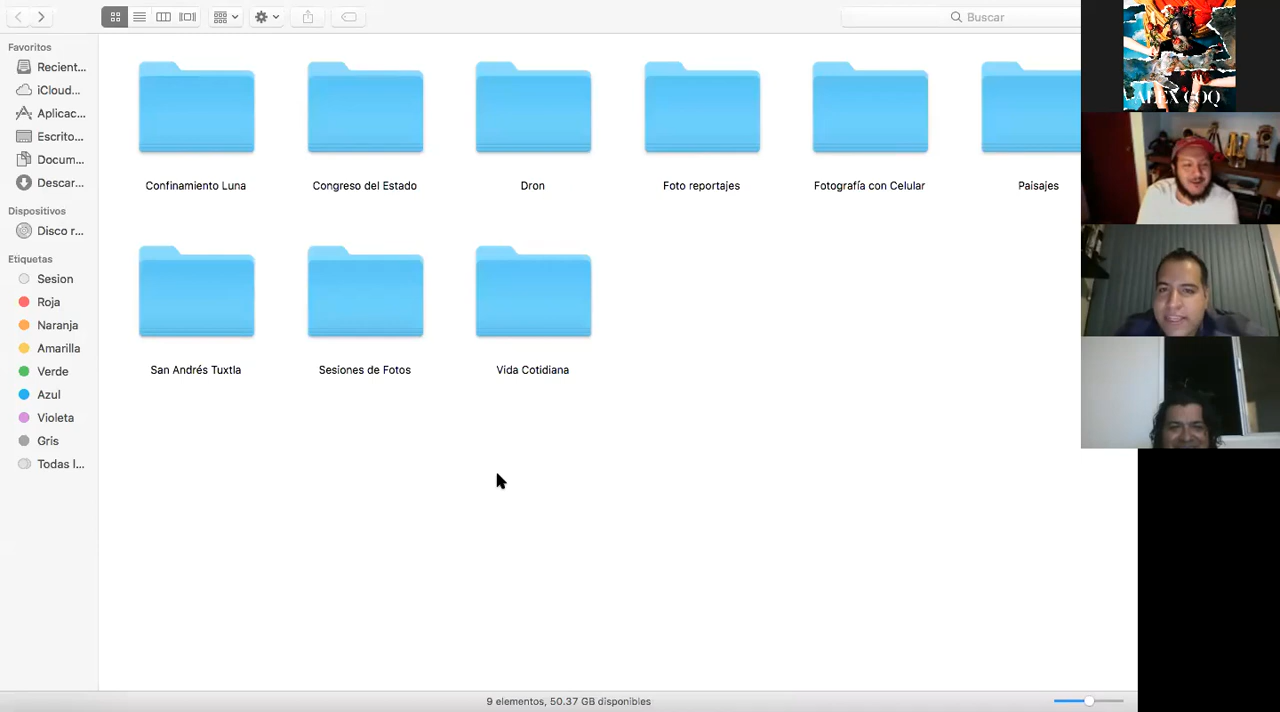 Buscar
Favoritos
Recient...
iCloud...
Aplicac...
Escrito...
Docum...
Descar...
Dispositivos
Disco r...
Etiquetas
Sesion
Roja
Naranja
Amarilla
Verde
Azul
Violeta
Gris
Todas l...
Confinamiento Luna
Congreso del Estado
Dron
Foto reportajes
Fotografía con Celular
Paisajes
San Andrés Tuxtla
Sesiones de Fotos
Vida Cotidiana
9 elementos, 50.37 GB disponibles
ALEX COQ